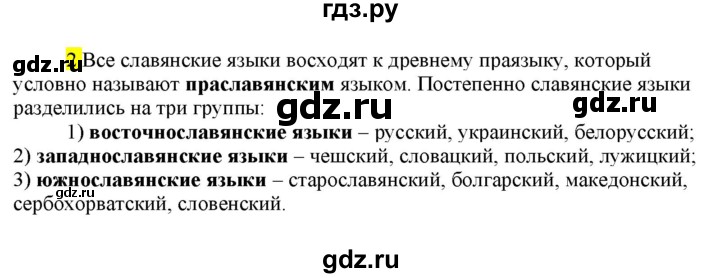 гдз.ру
2.Все славянские языки восходят к древнему праязыку, который
условно называют праславянским языком. Постепенно славянские языки
gdz.ru
gdz.ru
разделились на три группы:
1) восточнославянские языки – русский, украинский, белорусский;
2) западнославянские языки – чешский, словацкий, польский, лужицкий;
3) южнославянские языки – старославянский, болгарский, македонский,
gdz.ru
сербохорватский, словенский.
gdz.ru